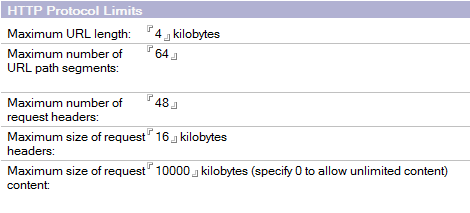 HTTP Protocol Limits
Maximum URL length: 4 kilobytes
Maximum number of 64
URL path segments:
Maximum number of 48
request headers:
Maximum size of request 16 kilobytes
headers:
Maximum size of request 10000 kilobytes (specify 0 to allow unlimited content)
content: